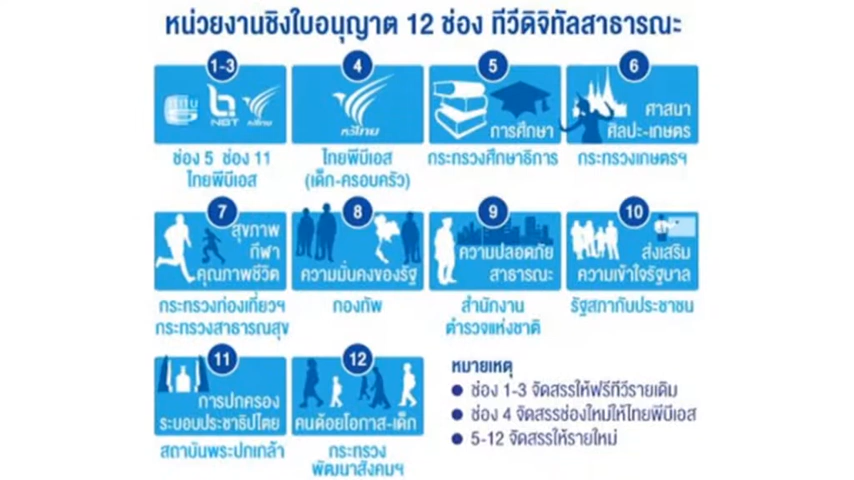 หน่วยงานชิงใบอนุญาต 12 ช่อง ทีวีดิจิทัลสาธารณะ
1-3
NBT
ทีวีไทย
ช่อง 5 ช่อง 11
ไทยพีบีเอส
4
ทีวีไทย
ไทยพีบีเอส
(เด็ก-ครอบครัว)
5
การศึกษา
กระทรวงศึกษาธิการ
6
ศาสนา
ศิลปะ-เกษตร
กระทรวงเกษตรฯ
7
สุขภาพ
กีฬา
คุณภาพชีวิต
กระทรวงท่องเที่ยวฯ
กระทรวงสาธารณสุข
8
ความมั่นคงของรัฐ
กองทัพ
9
ความปลอดภัย
สาธารณะ
สำนักงาน
ตำรวจแห่งชาติ
10
ส่งเสริม
ความเข้าใจรัฐบาล
รัฐสภากับประชาชน
11
การปกครอง
ระบอบประชาธิปไตย
สถาบันพระปกเกล้า
12
คนด้อยโอกาส-เด็ก
กระทรวง
พัฒนาสังคมฯ
หมายเหตุ
ช่อง 1-3 จัดสรรให้ฟรีทีวีรายเดิม
ช่อง 4 จัดสรรช่องใหม่ให้ไทยพีบีเอส
5-12 จัดสรรให้รายใหม่